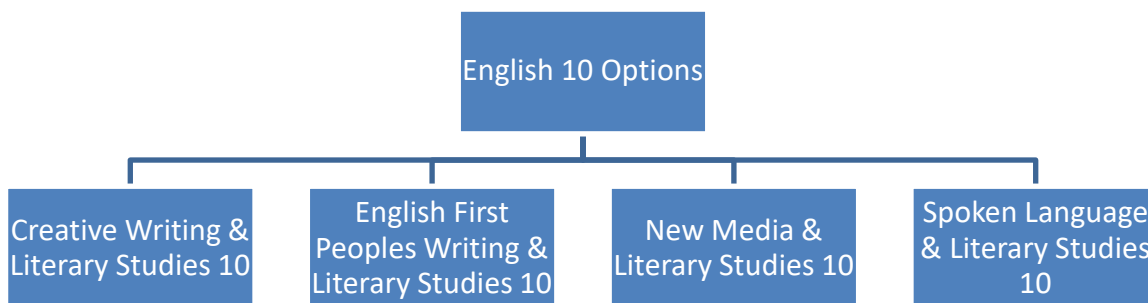 English 10 Options
Creative Writing &
Literary Studies 10
English First
Peoples Writing &
Literary Studies 10
New Media &
Literary Studies 10
Spoken Language
& Literary Studies
10